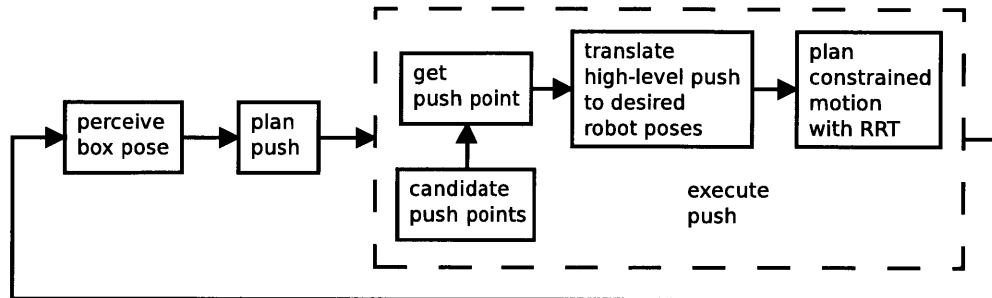 perceive
box pose
plan
push
get
push point
candidate
push points
translate
high-level push
to desired
robot poses
plan
constrained
motion
with RRT
execute
push